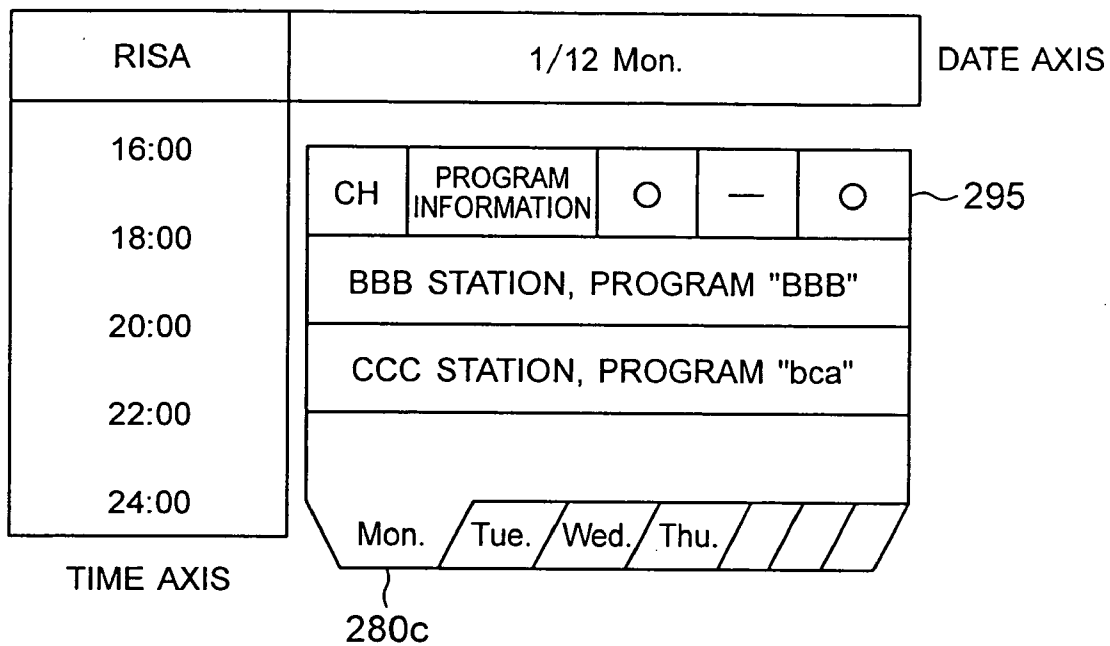 RISA
1/12 Mon.
DATE AXIS
16:00
18:00
20:00
22:00
24:00
TIME AXIS
CH
PROGRAM
INFORMATION
○
—
○
295
BBB STATION, PROGRAM "BBB"
CCC STATION, PROGRAM "bca"
Mon.
Tue.
Wed.
Thu.
280c